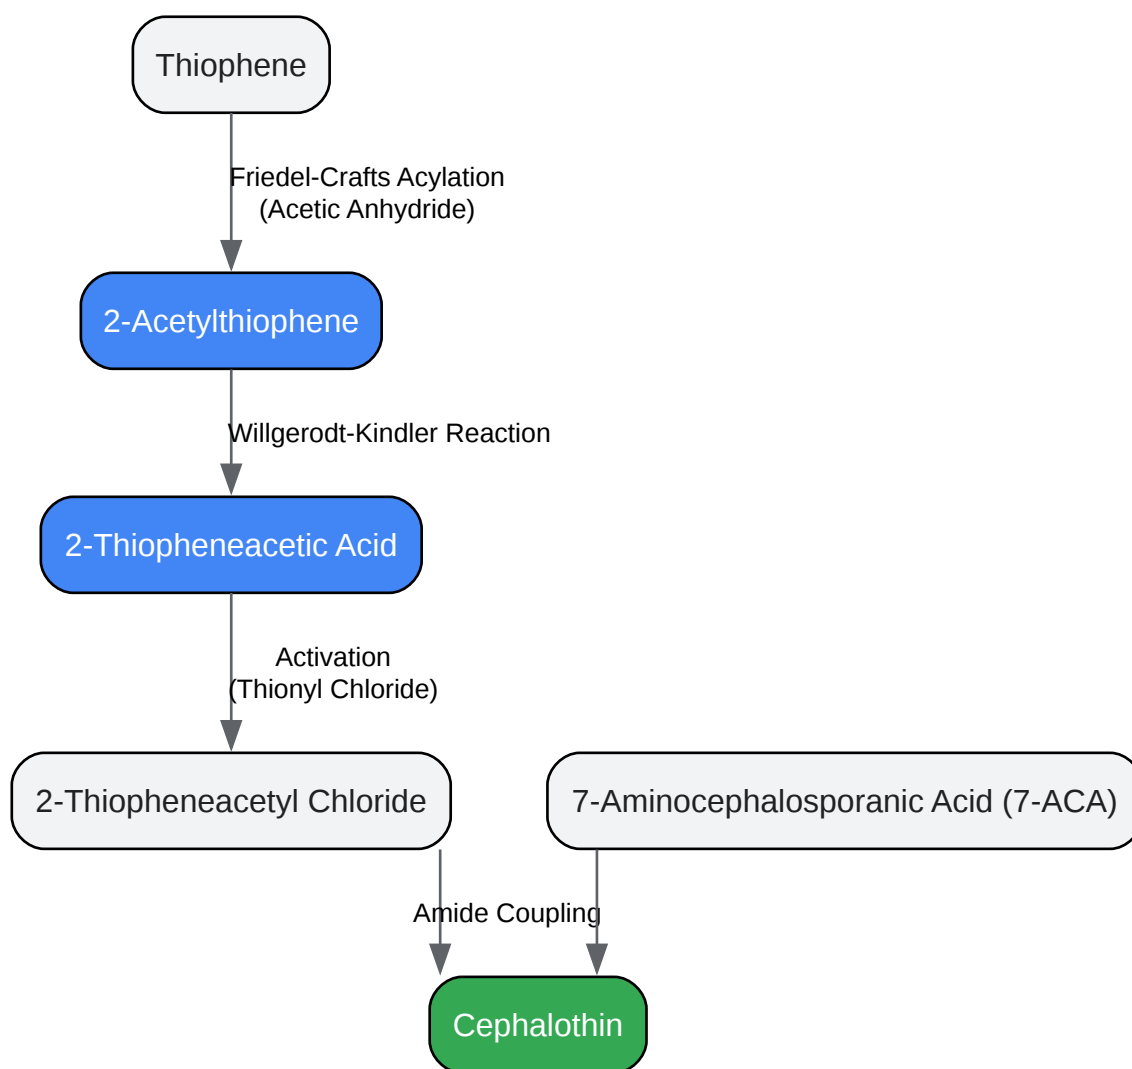 Thiophene
Friedel-Crafts Acylation
(Acetic Anhydride)
2-Acetylthiophene
Willgerodt-Kindler Reaction
2-Thiopheneacetic Acid
Activation
(Thionyl Chloride)
2-Thiopheneacetyl Chloride
7-Aminocephalosporanic Acid (7-ACA)
Amide Coupling
Cephalothin